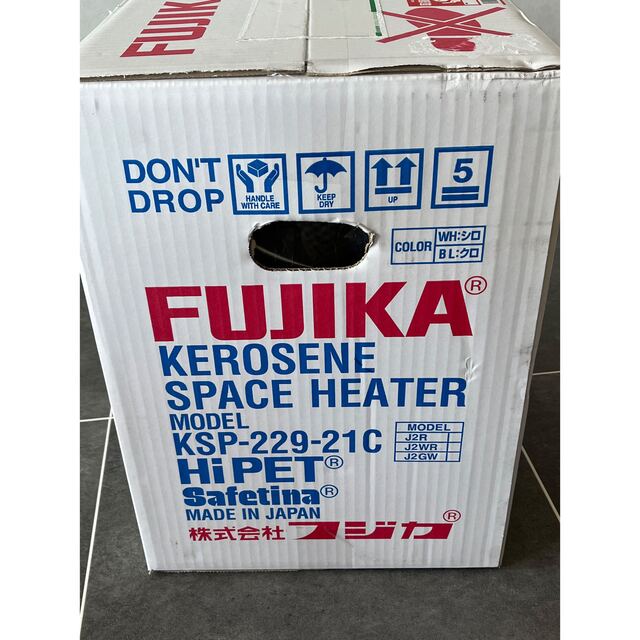 FUJIKA
DON'T DROP
HANDLE WITH CARE
KEEP DRY
UP
5
COLOR
WH:シロ
BL:クロ
FUJIKA®
KEROSENE
SPACE HEATER
MODEL
KSP-229-21C
MODEL
J2R
J2WR
J2GW
HiPET®
Safetina®
MADE IN JAPAN
株式会社フジカ®